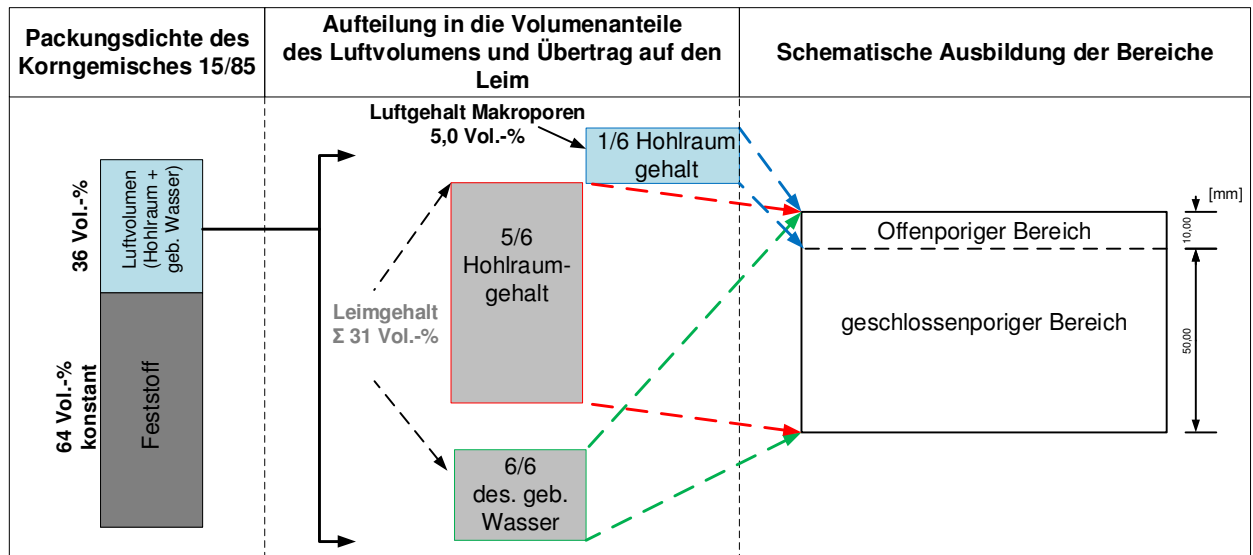 Packungsdichte des
Korngemisches 15/85
Aufteilung in die Volumenanteile
des Luftvolumens und Übertrag auf den
Leim
Schematische Ausbildung der Bereiche
36 Vol.-%
Luftvolumen
(Hohlraum +
geb. Wasser)
64 Vol.-%
konstant
Feststoff
Luftgehalt Makroporen
5,0 Vol.-%
1/6 Hohlraum
gehalt
5/6
Hohlraum-
gehalt
Leimgehalt
Σ 31 Vol.-%
6/6
des. geb.
Wasser
[mm]
Offenporiger Bereich
10,00
geschlossenporiger Bereich
50,00